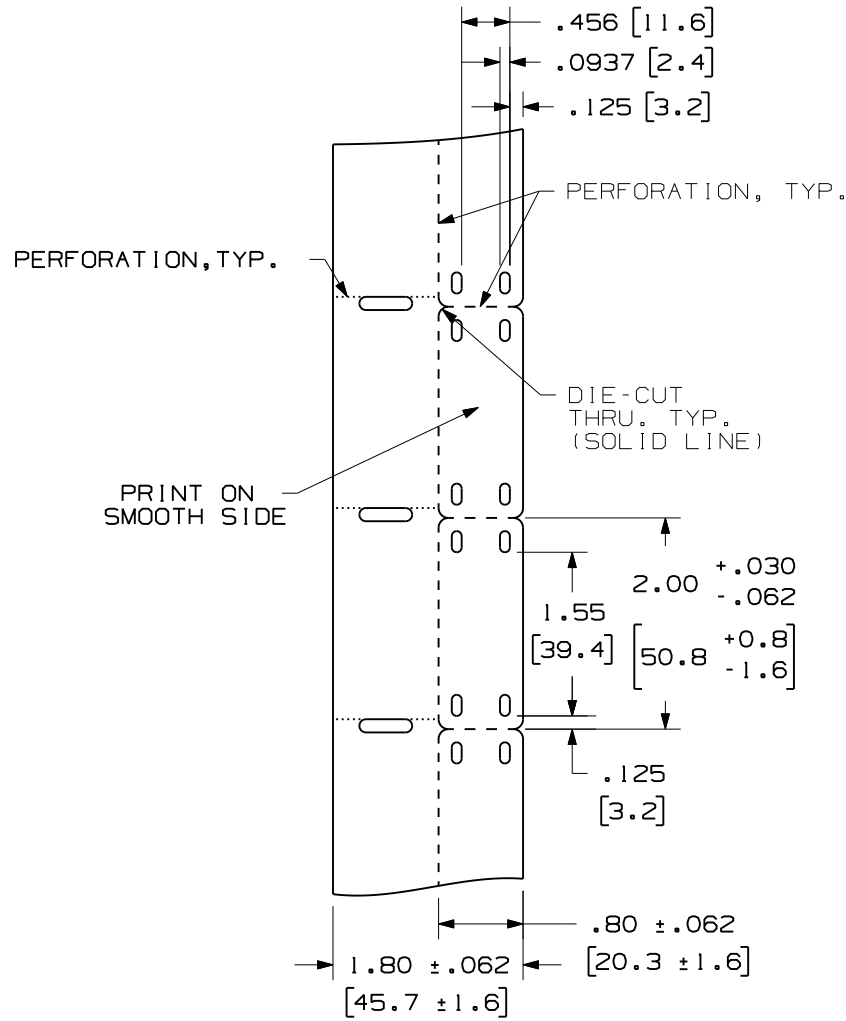 .456 [11.6]
.0937 [2.4]
.125 [3.2]
PERFORATION, TYP.
PERFORATION,TYP.
DIE-CUT
THRU. TYP.
(SOLID LINE)
PRINT ON
SMOOTH SIDE
2.00 +.030
-.062
1.55
[39.4]
[50.8 +0.8
-1.6]
.125
[3.2]
.80 ±.062
[20.3 ±1.6]
1.80 ±.062
[45.7 ±1.6]